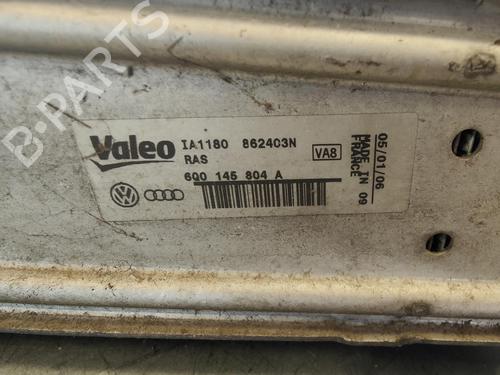 Valeo
IA1180 862403N
RAS
VA8
6Q0 145 804 A
05/01/06
MADE IN 09
FRANCE
B-PARTS